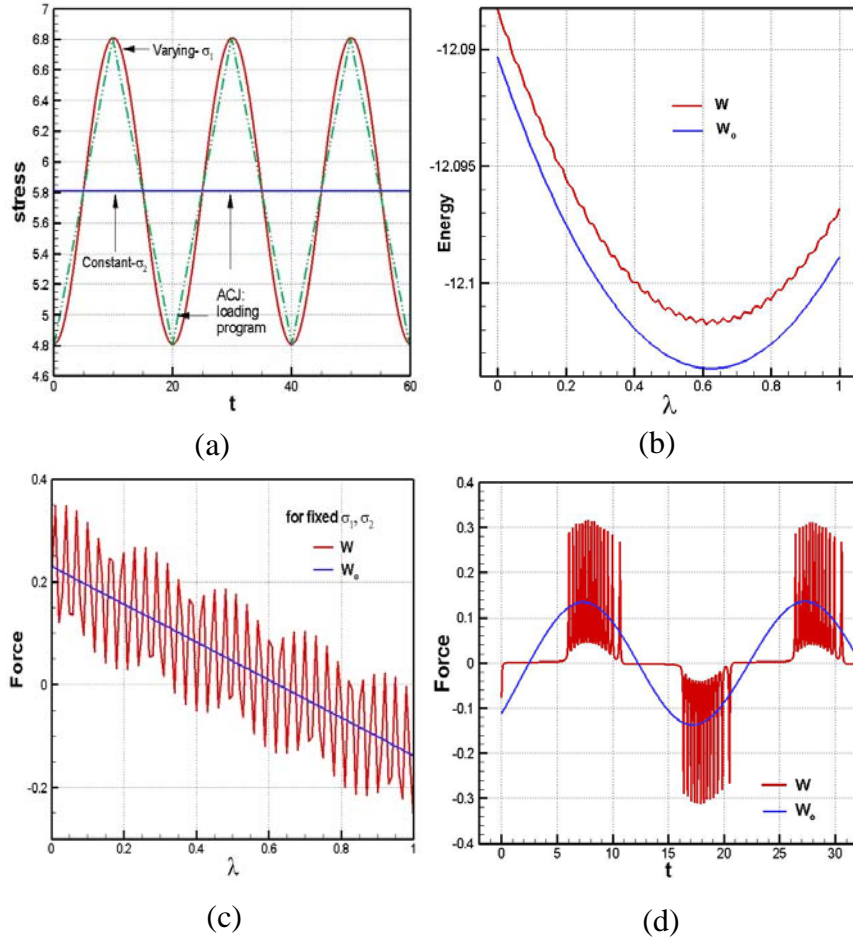 7
6.8
6.6
6.4
6.2
6
5.8
5.6
5.4
5.2
5
4.8
4.6
stress
Varying- σ₁
Constant-σ₂
ACJ:
loading
program
0 20 40 60
t
(a)
-12.09
-12.095
-12.1
Energy
W
Wₒ
0 0.2 0.4 0.6 0.8 1
λ
(b)
0.4
0.2
0
-0.2
Force
for fixed σ₁, σ₂
W
Wₒ
0 0.2 0.4 0.6 0.8 1
λ
(c)
0.4
0.3
0.2
0.1
0
-0.1
-0.2
-0.3
-0.4
Force
W
Wₒ
0 5 10 15 20 25 30
t
(d)